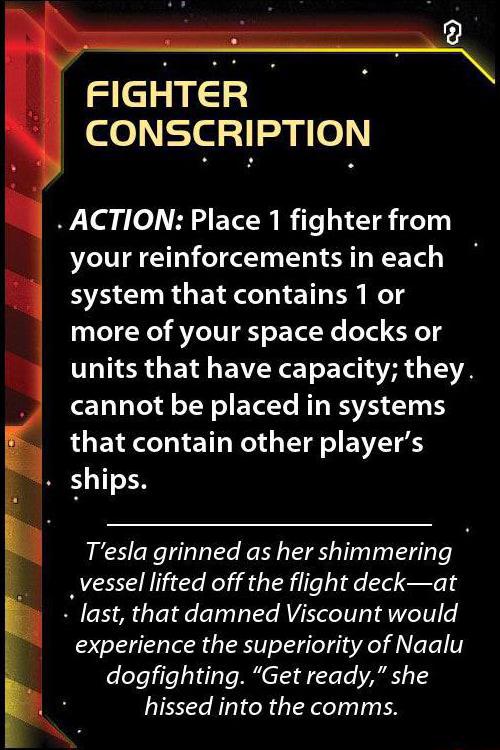 FIGHTER
CONSCRIPTION
ACTION: Place 1 fighter from
your reinforcements in each
system that contains 1 or
more of your space docks or
units that have capacity; they
cannot be placed in systems
that contain other player’s
ships.
T’esla grinned as her shimmering
vessel lifted off the flight deck—at
last, that damned Viscount would
experience the superiority of Naalu
dogfighting. “Get ready,” she
hissed into the comms.